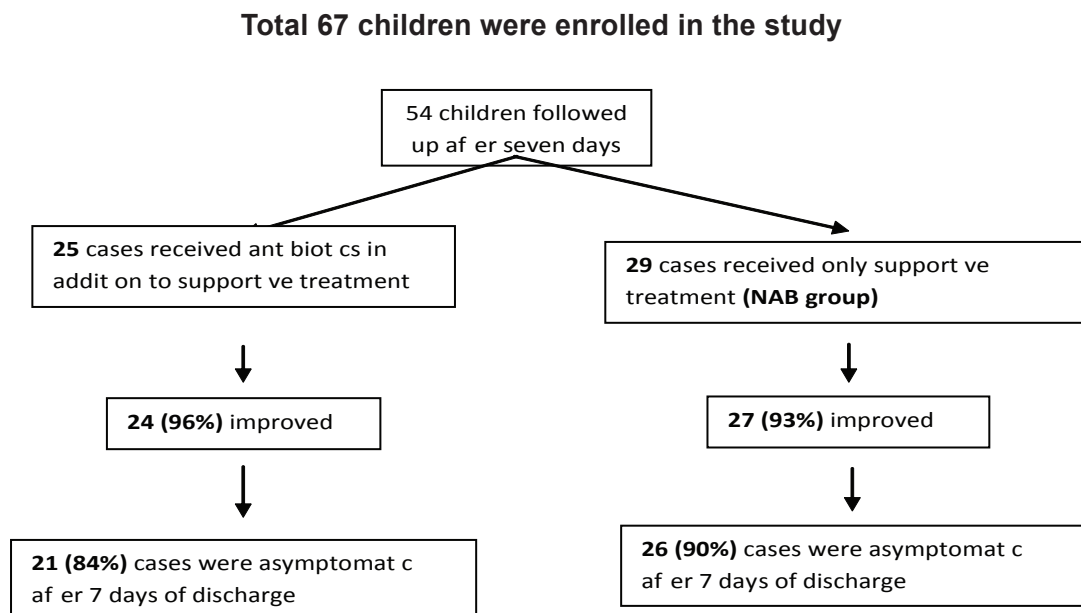 Total 67 children were enrolled in the study
54 children followed
up af er seven days
25 cases received ant biot cs in
addit on to support ve treatment
29 cases received only support ve
treatment (NAB group)
24 (96%) improved
27 (93%) improved
21 (84%) cases were asymptomat c
af er 7 days of discharge
26 (90%) cases were asymptomat c
af er 7 days of discharge